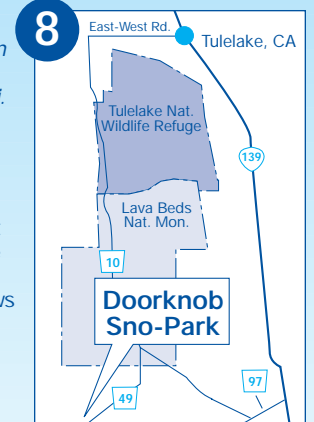 8
East-West Rd.
Tulelake, CA
n
i.
Tulelake Nat.
Wildlife Refuge
139
Lava Beds
Nat. Mon.
10
ws
Doorknob
Sno-Park
97
49